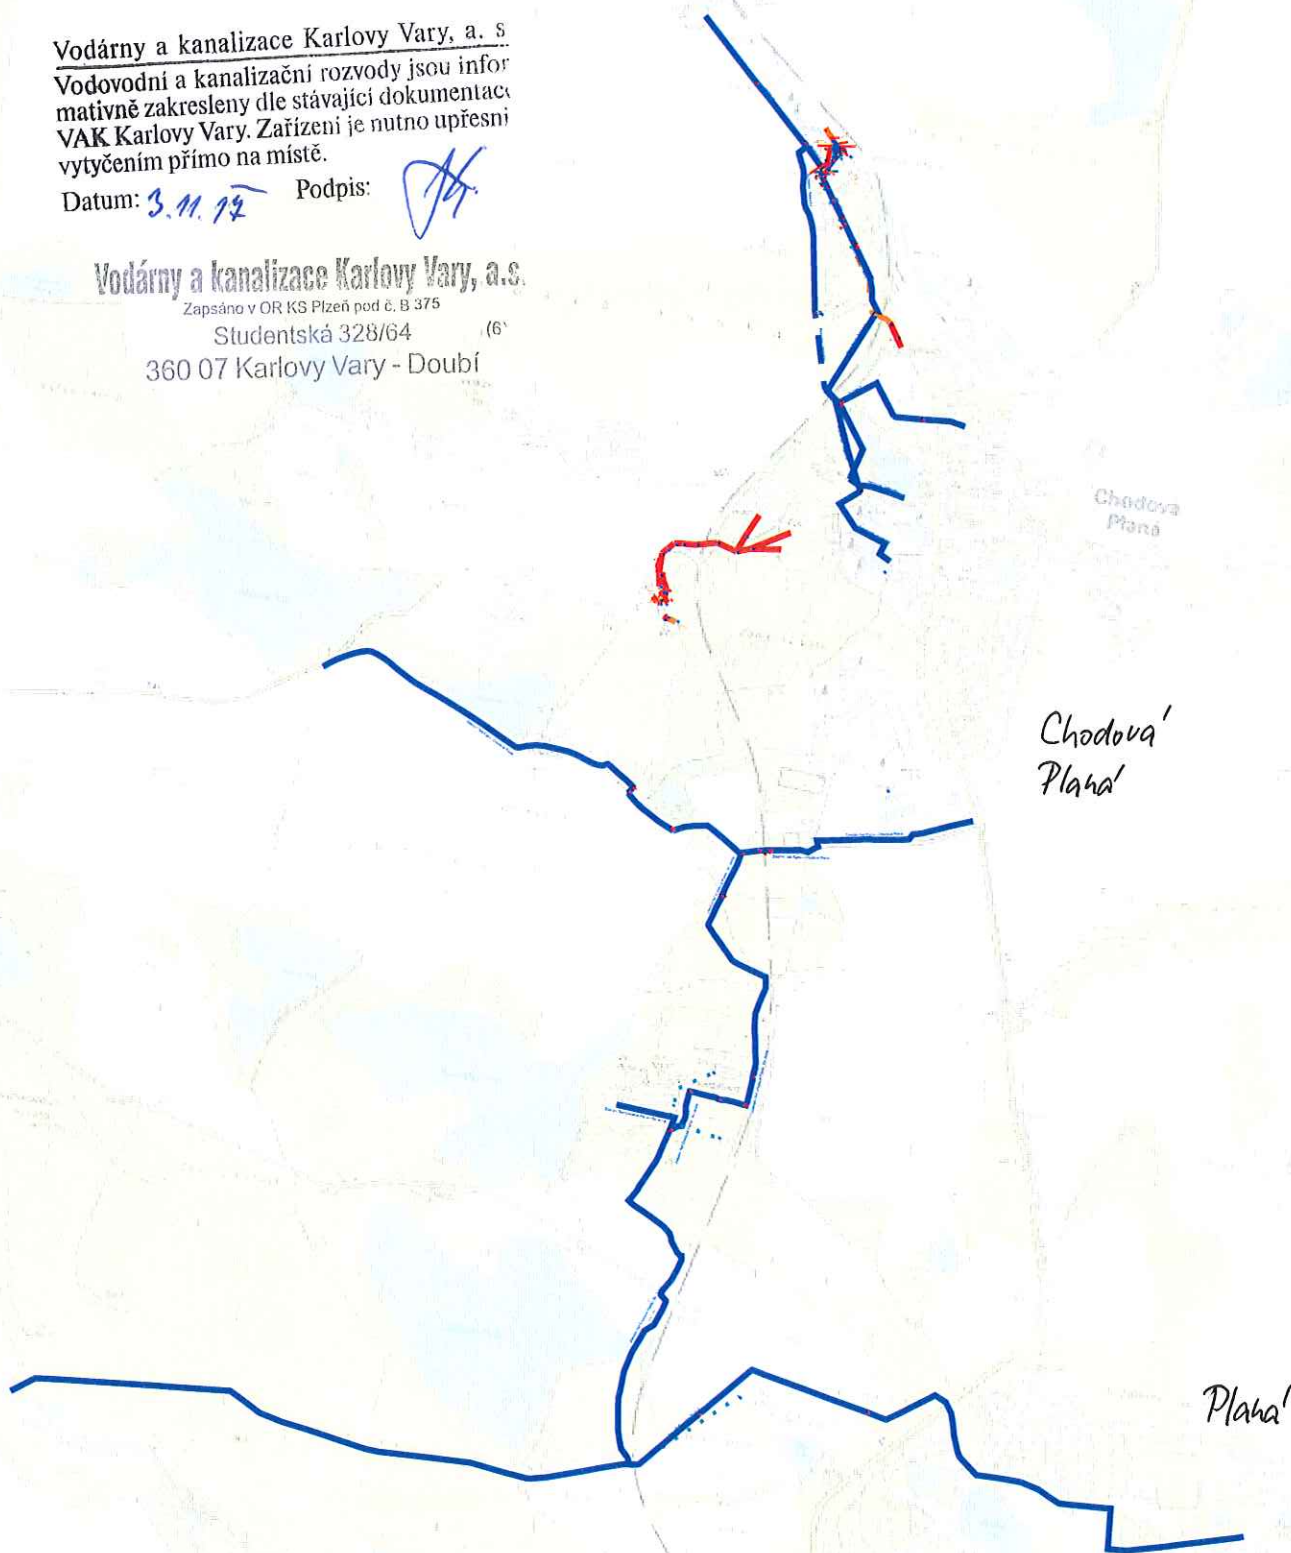 Vodárny a kanalizace Karlovy Vary, a. s
Vodovodní a kanalizační rozvody jsou infor
mativně zakresleny dle stávající dokumentac
VAK Karlovy Vary. Zařízení je nutno upřesni
vytyčením přímo na místě.
Datum: 3.11.17 Podpis:
Vodárny a kanalizace Karlovy Vary, a.s.
Zapsáno v OR KS Plzeň pod č. B 375
Studentská 328/64 (6
360 07 Karlovy Vary - Doubí
Chodová
Planá
Chodová
Planá
Planá